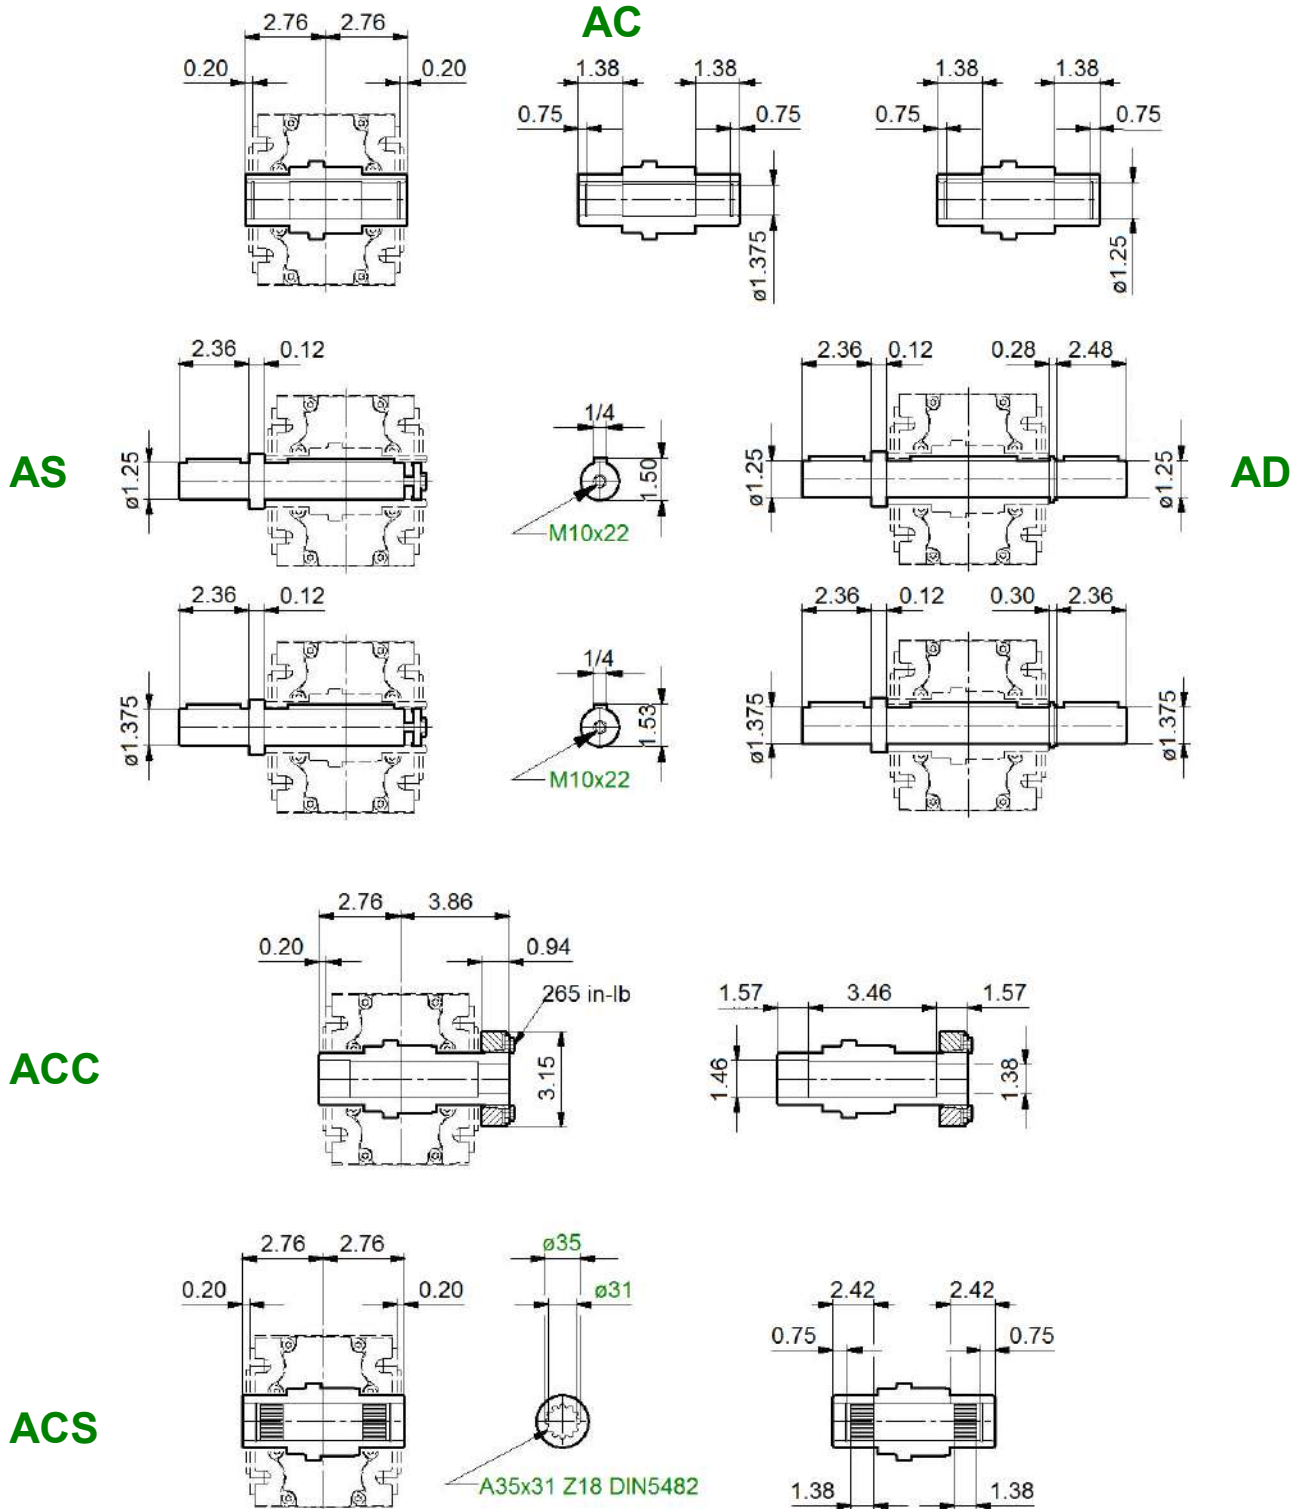 AC
2.76 2.76
0.20 0.20
1.38 1.38
0.75 0.75
ø1.375
1.38 1.38
0.75 0.75
ø1.25
AS
2.36 0.12
ø1.25
1/4
1.50
M10x22
2.36 0.12 0.28 2.48
ø1.25 ø1.25
AD
2.36 0.12
ø1.375
1/4
1.53
M10x22
2.36 0.12 0.30 2.36
ø1.375 ø1.375
ACC
2.76 3.86
0.20 0.94
265 in-lb
3.15
1.57 3.46 1.57
1.46 1.38
ACS
2.76 2.76
0.20 0.20
ø35
ø31
A35x31 Z18 DIN5482
2.42 2.42
0.75 0.75
1.38 1.38